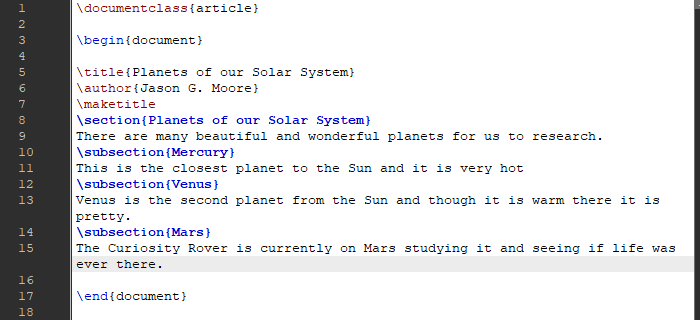 1 \documentclass{article}
2
3 \begin{document}
4
5 \title{Planets of our Solar System}
6 \author{Jason G. Moore}
7 \maketitle
8 \section{Planets of our Solar System}
9 There are many beautiful and wonderful planets for us to research.
10 \subsection{Mercury}
11 This is the closest planet to the Sun and it is very hot
12 \subsection{Venus}
13 Venus is the second planet from the Sun and though it is warm there it is
pretty.
14 \subsection{Mars}
15 The Curiosity Rover is currently on Mars studying it and seeing if life was
ever there.
16
17 \end{document}
18